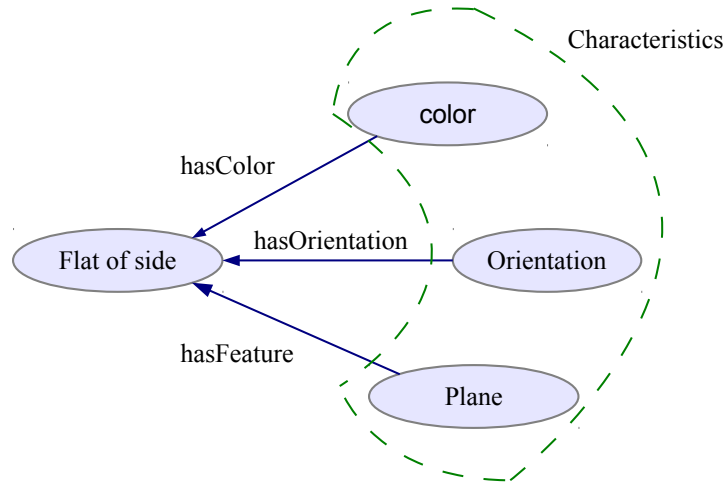 Characteristics
color
hasColor
hasOrientation
Flat of side
Orientation
hasFeature
Plane